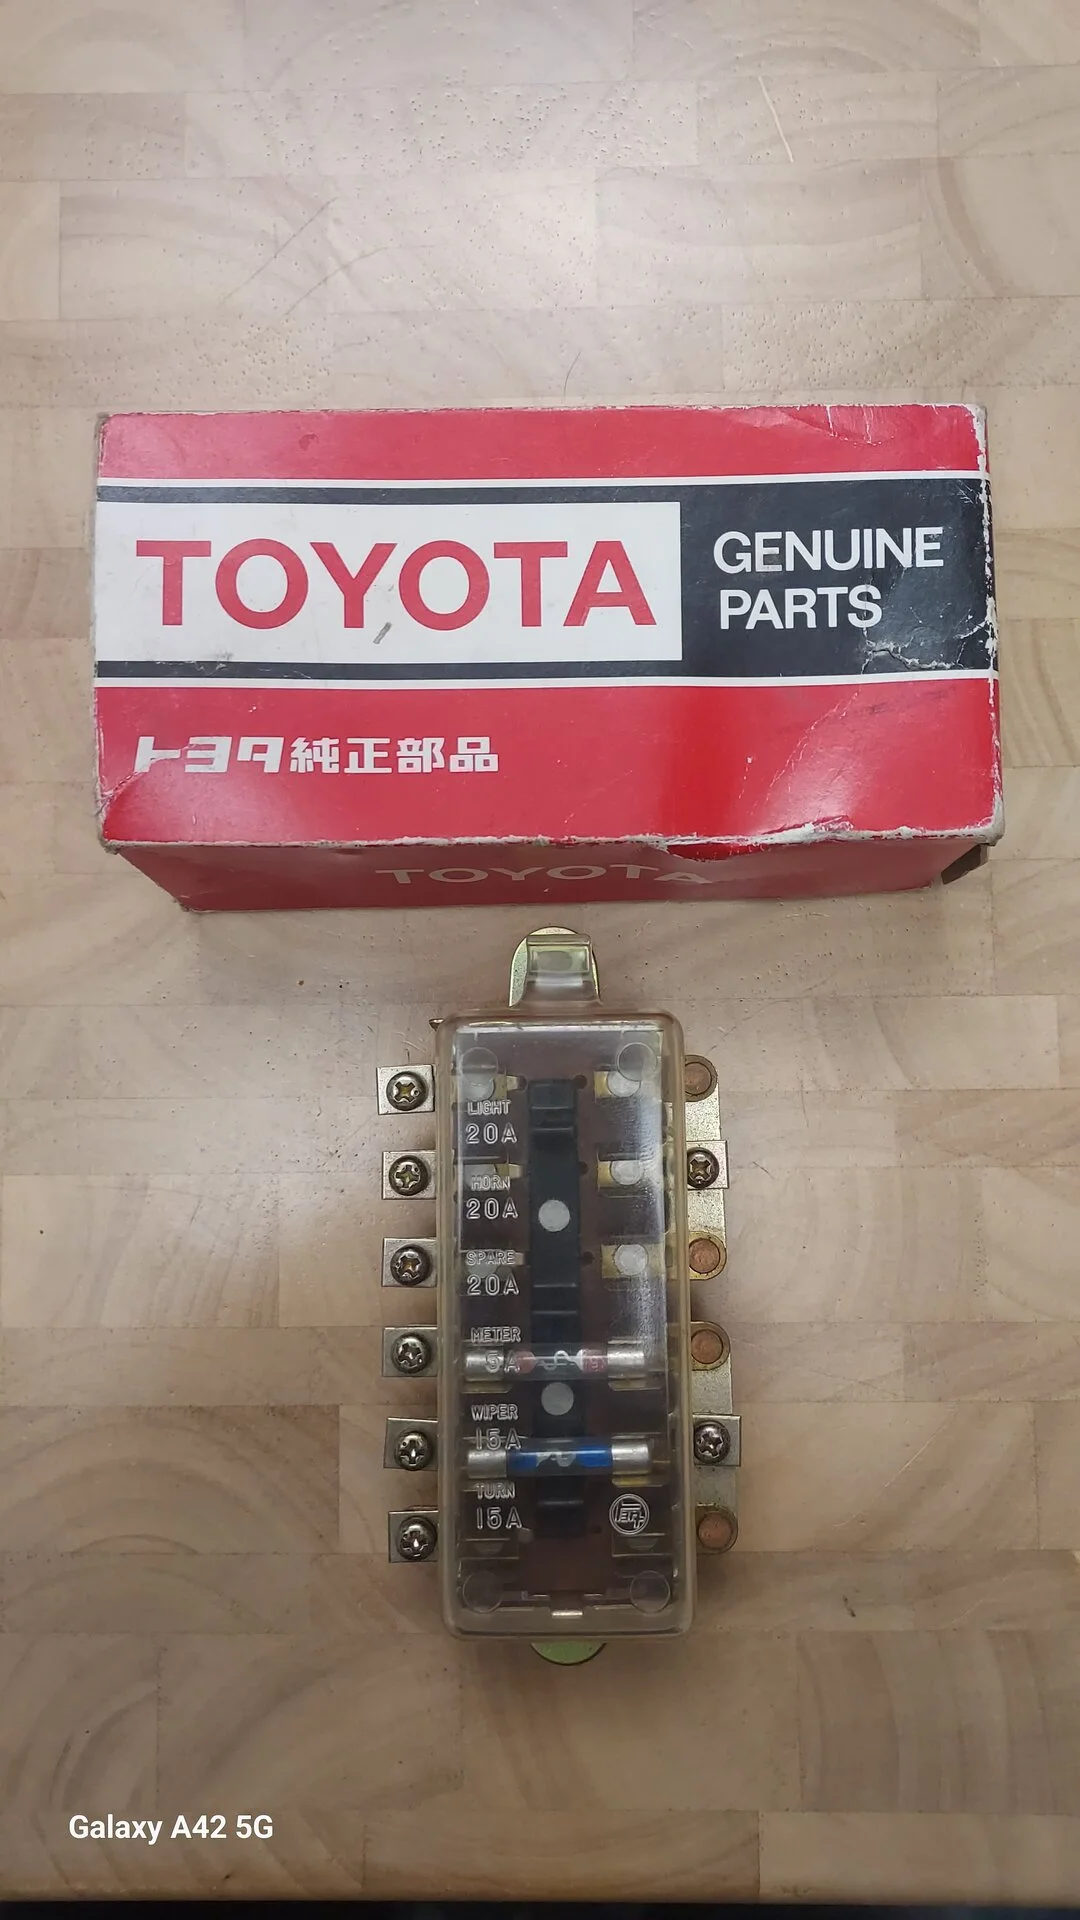 TOYOTA
GENUINE
PARTS
トヨタ純正部品
TOYOTA
LIGHT
20A
HORN
20A
SPARE
20A
METER
5A
WIPER
15A
TURN
15A
TEQ
Galaxy A42 5G